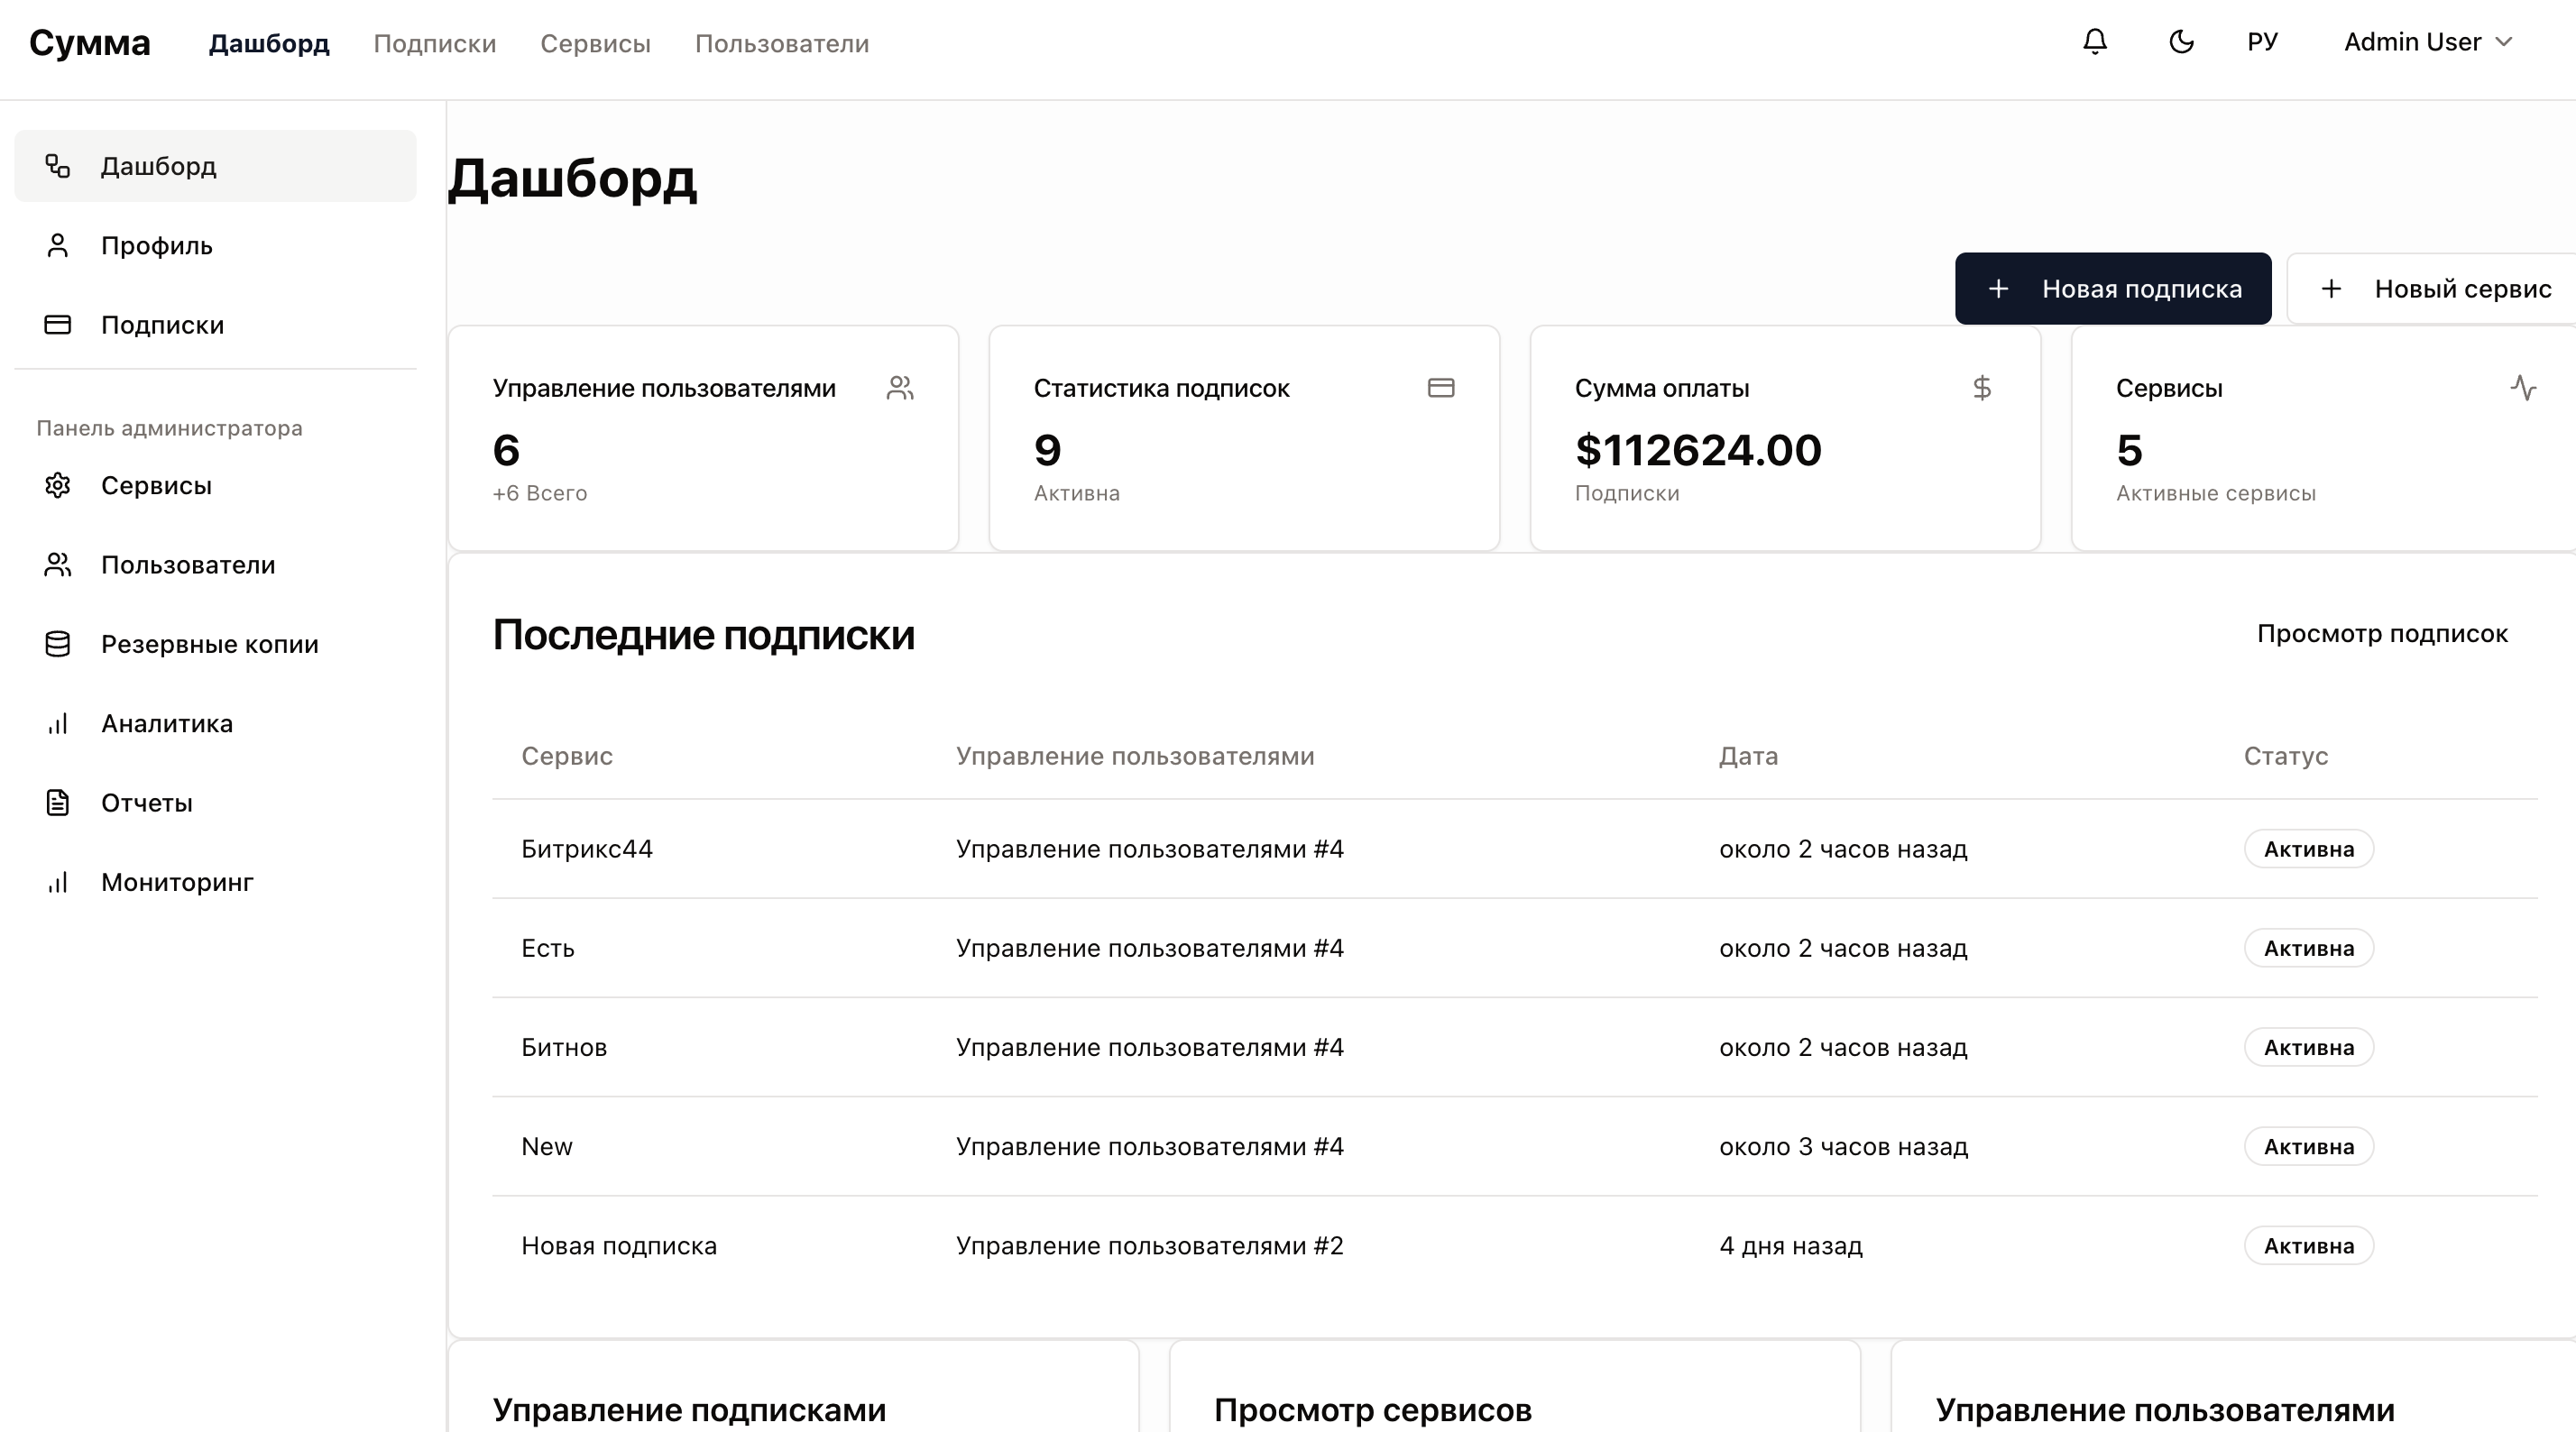 Сумма Дашборд Подписки Сервисы Пользователи РУ Admin User
Дашборд
Профиль
Подписки
Панель администратора
Сервисы
Пользователи
Резервные копии
Аналитика
Отчеты
Мониторинг
Дашборд
Новая подписка Новый сервис
Управление пользователями
6
+6 Всего
Статистика подписок
9
Активна
Сумма оплаты
$112624.00
Подписки
Сервисы
5
Активные сервисы
Последние подписки Просмотр подписок
Сервис Управление пользователями Дата Статус
Битрикс44 Управление пользователями #4 около 2 часов назад Активна
Есть Управление пользователями #4 около 2 часов назад Активна
Битнов Управление пользователями #4 около 2 часов назад Активна
New Управление пользователями #4 около 3 часов назад Активна
Новая подписка Управление пользователями #2 4 дня назад Активна
Управление подписками Просмотр сервисов Управление пользователями